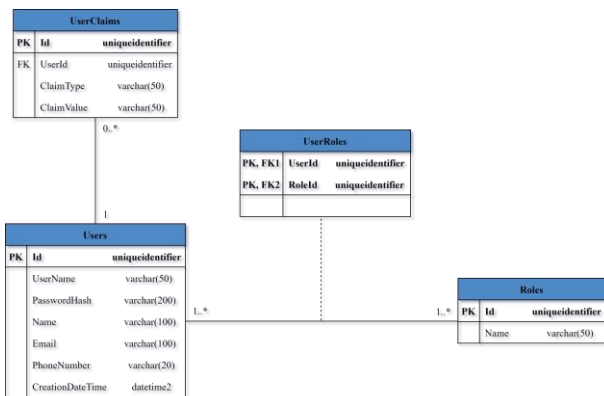 UserClaims
PK Id uniqueidentifier
FK UserId uniqueidentifier
ClaimType varchar(50)
ClaimValue varchar(50)
0..*
1
UserRoles
PK, FK1 UserId uniqueidentifier
PK, FK2 RoleId uniqueidentifier
Users
PK Id uniqueidentifier
UserName varchar(50)
PasswordHash varchar(200)
Name varchar(100)
Email varchar(100)
PhoneNumber varchar(20)
CreationDateTime datetime2
1..*
1..*
Roles
PK Id uniqueidentifier
Name varchar(50)